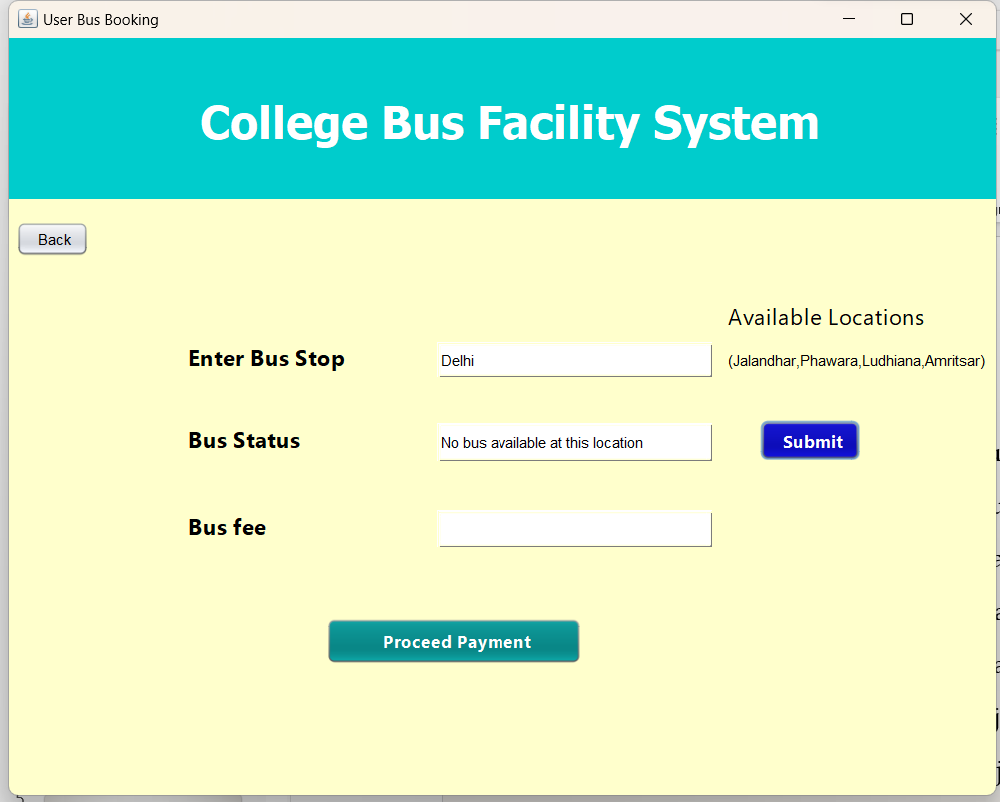 User Bus Booking
College Bus Facility System
Back
Available Locations
Enter Bus Stop
Delhi
(Jalandhar,Phawara,Ludhiana,Amritsar)
Bus Status
No bus available at this location
Submit
Bus fee
Proceed Payment